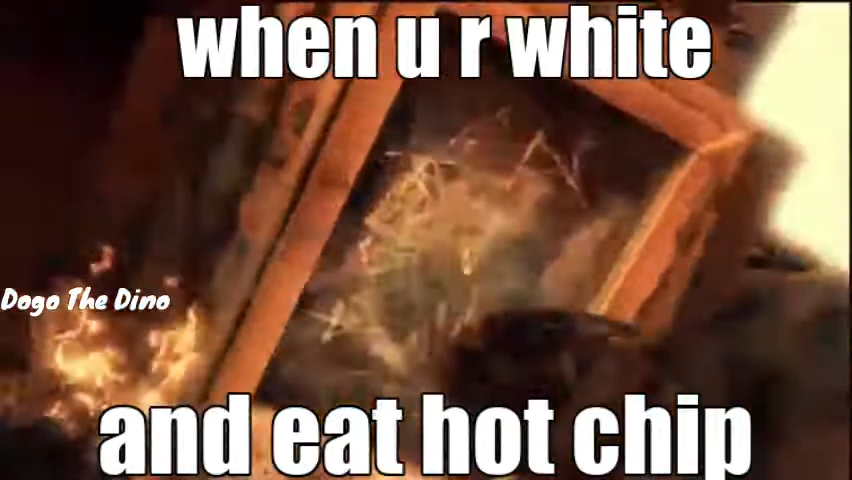 when u r white
Dogo The Dino
and eat hot chip